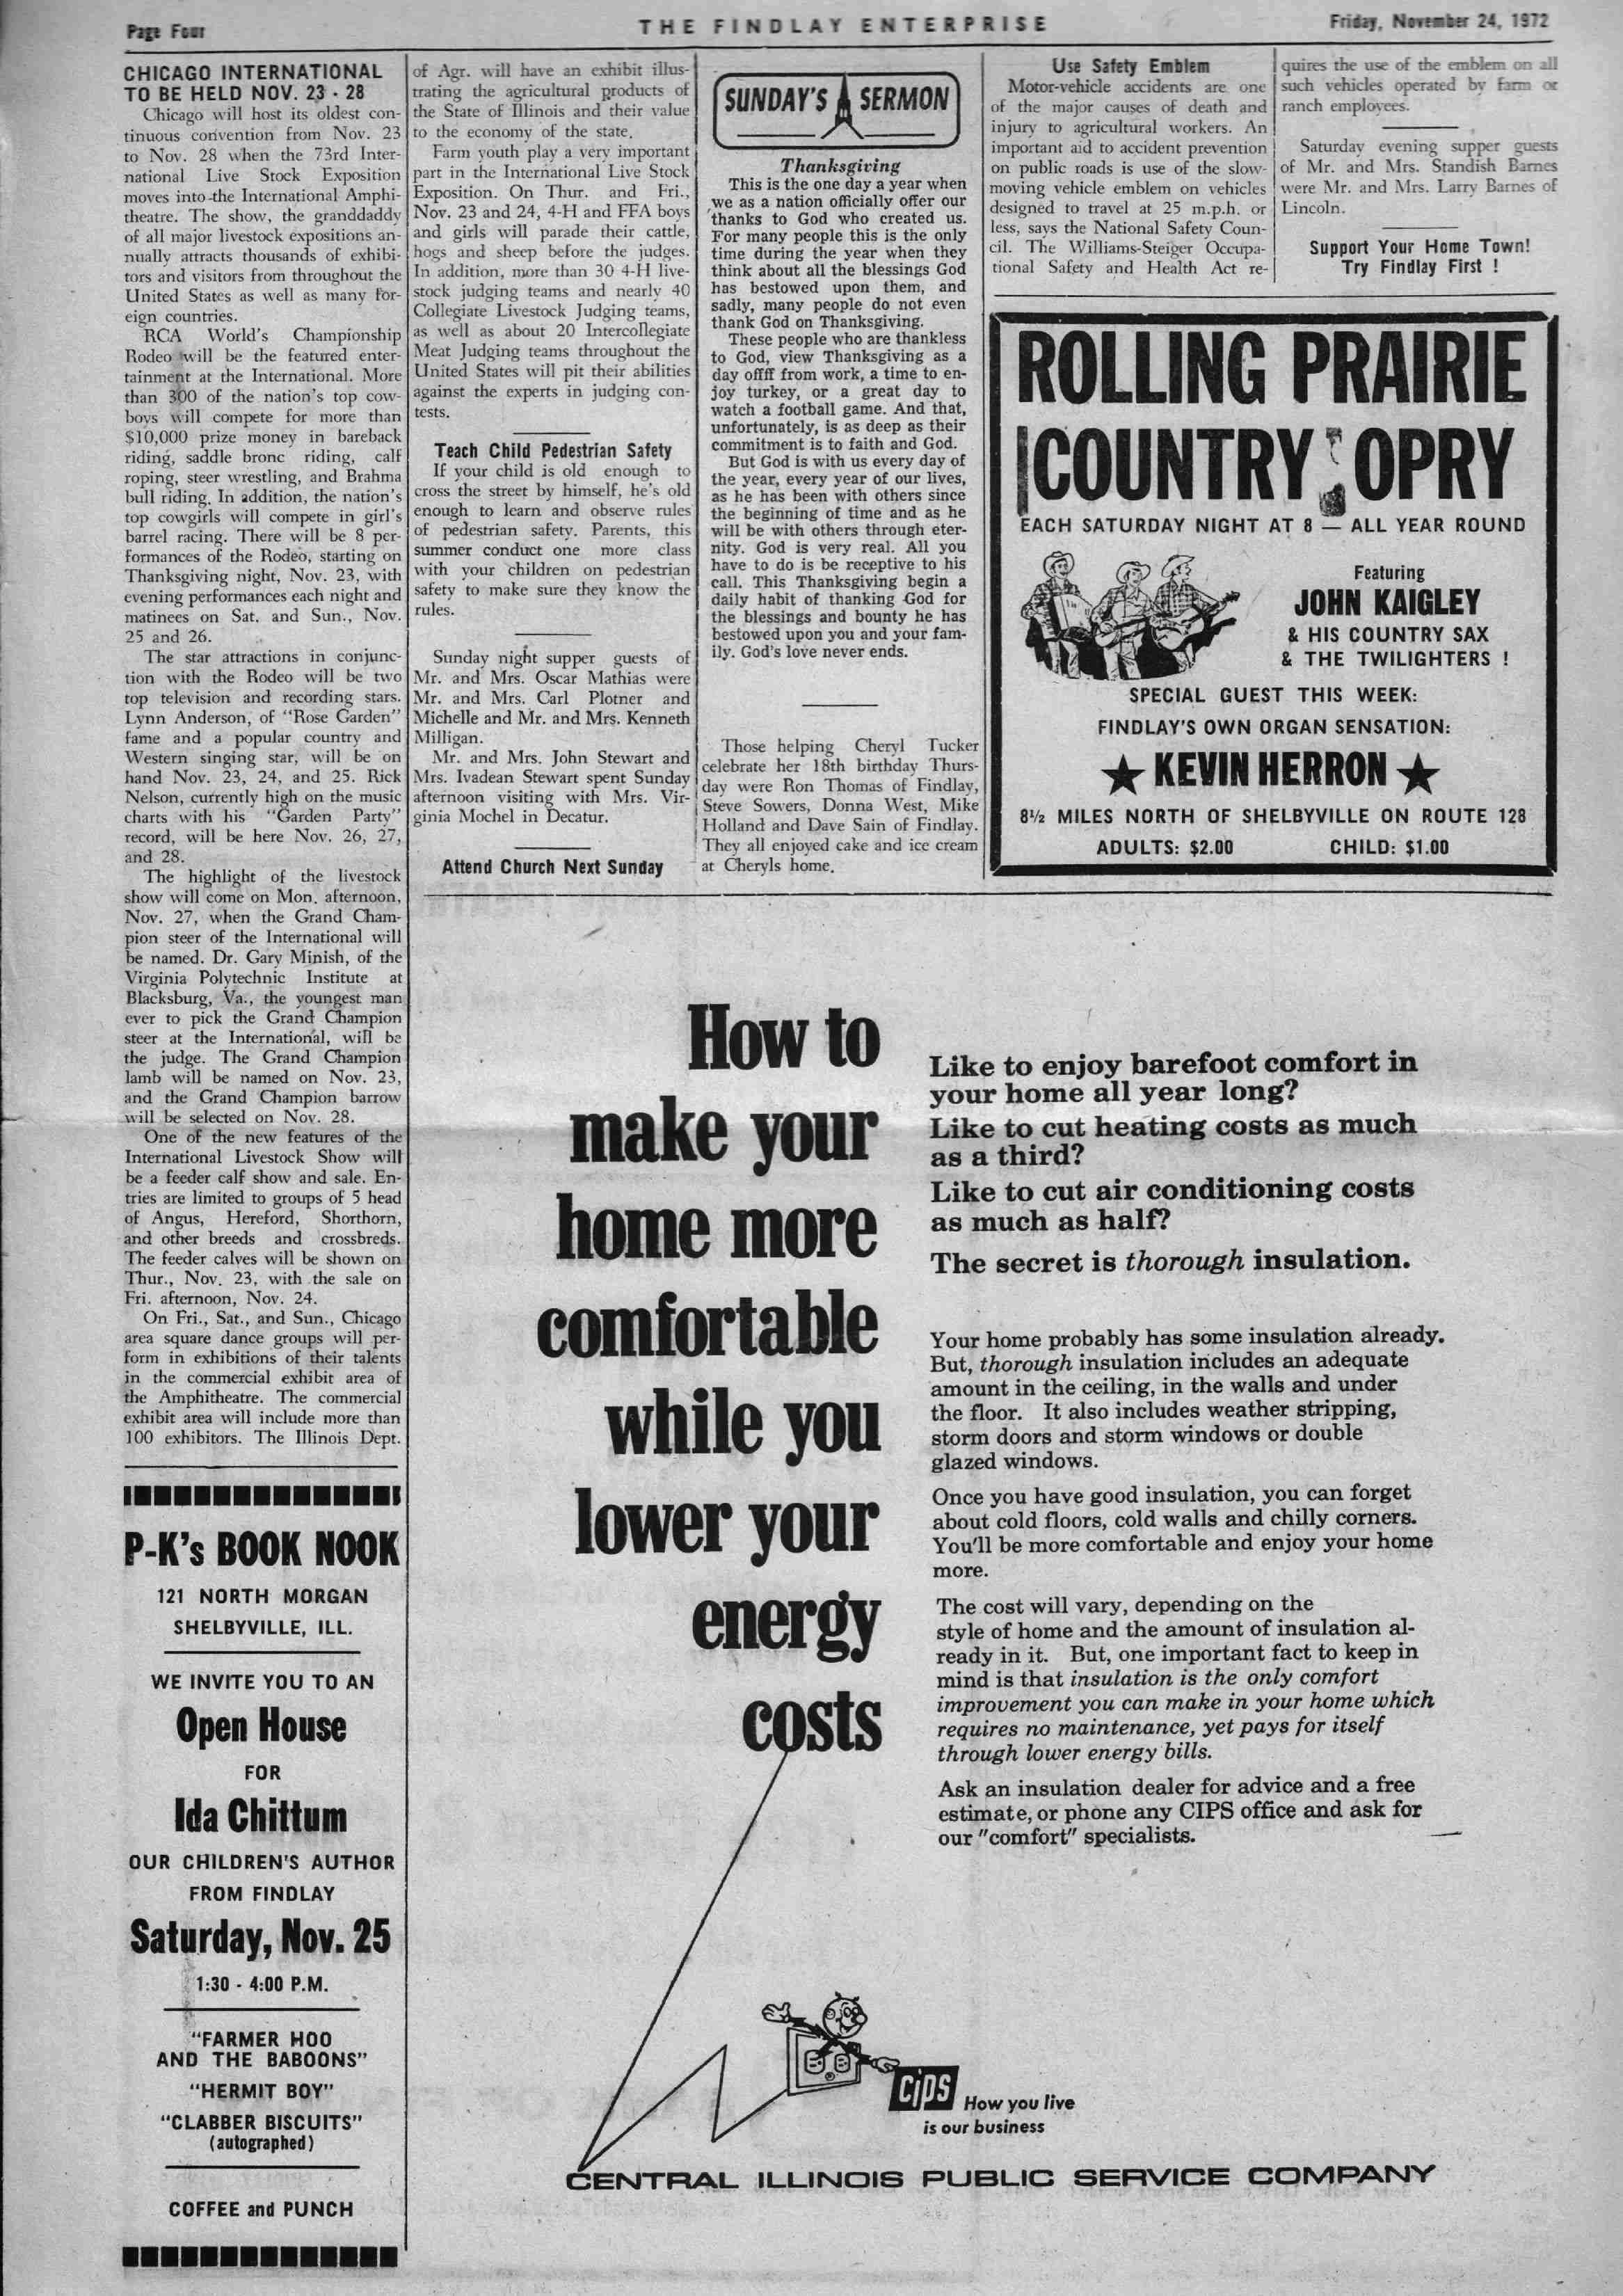 Page Four
THE FINDLAY ENTERPRISE
Friday, November 24, 1972
CHICAGO INTERNATIONAL
TO BE HELD NOV. 23 - 28
Chicago will host its oldest con-
tinuous convention from Nov. 23
to Nov. 28 when the 73rd Inter-
national Live Stock Exposition
moves into the International Amphi-
theatre. The show, the granddaddy
of all major livestock expositions an-
nually attracts thousands of exhibi-
tors and visitors from throughout the
United States as well as many for-
eign countries.
RCA World's Championship
Rodeo will be the featured enter-
tainment at the International. More
than 300 of the nation's top cow-
boys will compete for more than
$10,000 prize money in bareback
riding, saddle bronc riding, calf
roping, steer wrestling, and Brahma
bull riding. In addition, the nation's
top cowgirls will compete in girl's
barrel racing. There will be 8 per-
formances of the Rodeo, starting on
Thanksgiving night, Nov. 23, with
evening performances each night and
matinees on Sat. and Sun., Nov.
25 and 26.
The star attractions in conjunc-
tion with the Rodeo will be two
top television and recording stars.
Lynn Anderson, of "Rose Garden"
fame and a popular country and
Western singing star, will be on
hand Nov. 23, 24, and 25. Rick
Nelson, currently high on the music
charts with his "Garden Party"
record, will be here Nov. 26, 27,
and 28.
The highlight of the livestock
show will come on Mon. afternoon,
Nov. 27, when the Grand Cham-
pion steer of the International will
be named. Dr. Gary Minish, of the
Virginia Polytechnic Institute at
Blacksburg, Va., the youngest man
ever to pick the Grand Champion
steer at the International, will be
the judge. The Grand Champion
lamb will be named on Nov. 23,
and the Grand Champion barrow
will be selected on Nov. 28.
One of the new features of the
International Livestock Show will
be a feeder calf show and sale. En-
tries are limited to groups of 5 head
of Angus, Hereford, Shorthorn,
and other breeds and crossbreds.
The feeder calves will be shown on
Thur., Nov. 23, with the sale on
Fri. afternoon, Nov. 24.
On Fri., Sat., and Sun., Chicago
area square dance groups will per-
form in exhibitions of their talents
in the commercial exhibit area of
the Amphitheatre. The commercial
exhibit area will include more than
100 exhibitors. The Illinois Dept.
of Agr. will have an exhibit illus-
trating the agricultural products of
the State of Illinois and their value
to the economy of the state.
Farm youth play a very important
part in the International Live Stock
Exposition. On Thur. and Fri.,
Nov. 23 and 24, 4-H and FFA boys
and girls will parade their cattle,
hogs and sheep before the judges.
In addition, more than 30 4-H live-
stock judging teams and nearly 40
Collegiate Livestock Judging teams,
as well as about 20 Intercollegiate
Meat Judging teams throughout the
United States will pit their abilities
against the experts in judging con-
tests.
Teach Child Pedestrian Safety
If your child is old enough to
cross the street by himself, he's old
enough to learn and observe rules
of pedestrian safety. Parents, this
summer conduct one more class
with your children on pedestrian
safety to make sure they know the
rules.
Sunday night supper guests of
Mr. and Mrs. Oscar Mathias were
Mr. and Mrs. Carl Plotner and
Michelle and Mr. and Mrs. Kenneth
Milligan.
Mr. and Mrs. John Stewart and
Mrs. Ivadean Stewart spent Sunday
afternoon visiting with Mrs. Vir-
ginia Mochel in Decatur.
Attend Church Next Sunday
SUNDAY'S SERMON
Thanksgiving
This is the one day a year when
we as a nation officially offer our
thanks to God who created us.
For many people this is the only
time during the year when they
think about all the blessings God
has bestowed upon them, and
sadly, many people do not even
thank God on Thanksgiving.
These people who are thankless
to God, view Thanksgiving as a
day offff from work, a time to en-
joy turkey, or a great day to
watch a football game. And that,
unfortunately, is as deep as their
commitment is to faith and God.
But God is with us every day of
the year, every year of our lives,
as he has been with others since
the beginning of time and as he
will be with others through eter-
nity. God is very real. All you
have to do is be receptive to his
call. This Thanksgiving begin a
daily habit of thanking God for
the blessings and bounty he has
bestowed upon you and your fam-
ily. God's love never ends.
Those helping Cheryl Tucker
celebrate her 18th birthday Thurs-
day were Ron Thomas of Findlay,
Steve Sowers, Donna West, Mike
Holland and Dave Sain of Findlay.
They all enjoyed cake and ice cream
at Cheryls home.
Use Safety Emblem
Motor-vehicle accidents are one
of the major causes of death and
injury to agricultural workers. An
important aid to accident prevention
on public roads is use of the slow-
moving vehicle emblem on vehicles
designed to travel at 25 m.p.h. or
less, says the National Safety Coun-
cil. The Williams-Steiger Occupa-
tional Safety and Health Act re-
quires the use of the emblem on all
such vehicles operated by farm or
ranch employees.
Saturday evening supper guests
of Mr. and Mrs. Standish Barnes
were Mr. and Mrs. Larry Barnes of
Lincoln.
Support Your Home Town!
Try Findlay First !
ROLLING PRAIRIE
COUNTRY OPRY
EACH SATURDAY NIGHT AT 8 — ALL YEAR ROUND
Featuring
JOHN KAIGLEY
& HIS COUNTRY SAX
& THE TWILIGHTERS !
SPECIAL GUEST THIS WEEK:
FINDLAY'S OWN ORGAN SENSATION:
★ KEVIN HERRON ★
8½ MILES NORTH OF SHELBYVILLE ON ROUTE 128
ADULTS: $2.00 CHILD: $1.00
P-K's BOOK NOOK
121 NORTH MORGAN
SHELBYVILLE, ILL.
WE INVITE YOU TO AN
Open House
FOR
Ida Chittum
OUR CHILDREN'S AUTHOR
FROM FINDLAY
Saturday, Nov. 25
1:30 - 4:00 P.M.
"FARMER HOO
AND THE BABOONS"
"HERMIT BOY"
"CLABBER BISCUITS"
(autographed)
COFFEE and PUNCH
How to
make your
home more
comfortable
while you
lower your
energy
costs
Like to enjoy barefoot comfort in
your home all year long?
Like to cut heating costs as much
as a third?
Like to cut air conditioning costs
as much as half?
The secret is thorough insulation.
Your home probably has some insulation already.
But, thorough insulation includes an adequate
amount in the ceiling, in the walls and under
the floor. It also includes weather stripping,
storm doors and storm windows or double
glazed windows.
Once you have good insulation, you can forget
about cold floors, cold walls and chilly corners.
You'll be more comfortable and enjoy your home
more.
The cost will vary, depending on the
style of home and the amount of insulation al-
ready in it. But, one important fact to keep in
mind is that insulation is the only comfort
improvement you can make in your home which
requires no maintenance, yet pays for itself
through lower energy bills.
Ask an insulation dealer for advice and a free
estimate, or phone any CIPS office and ask for
our "comfort" specialists.
cips
How you live
is our business
CENTRAL ILLINOIS PUBLIC SERVICE COMPANY